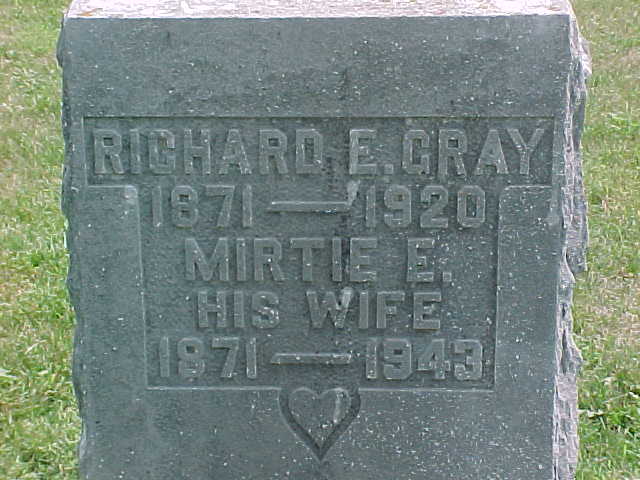 RICHARD E. GRAY
1871 — 1920
MIRTIE E.
HIS WIFE
1871 — 1943